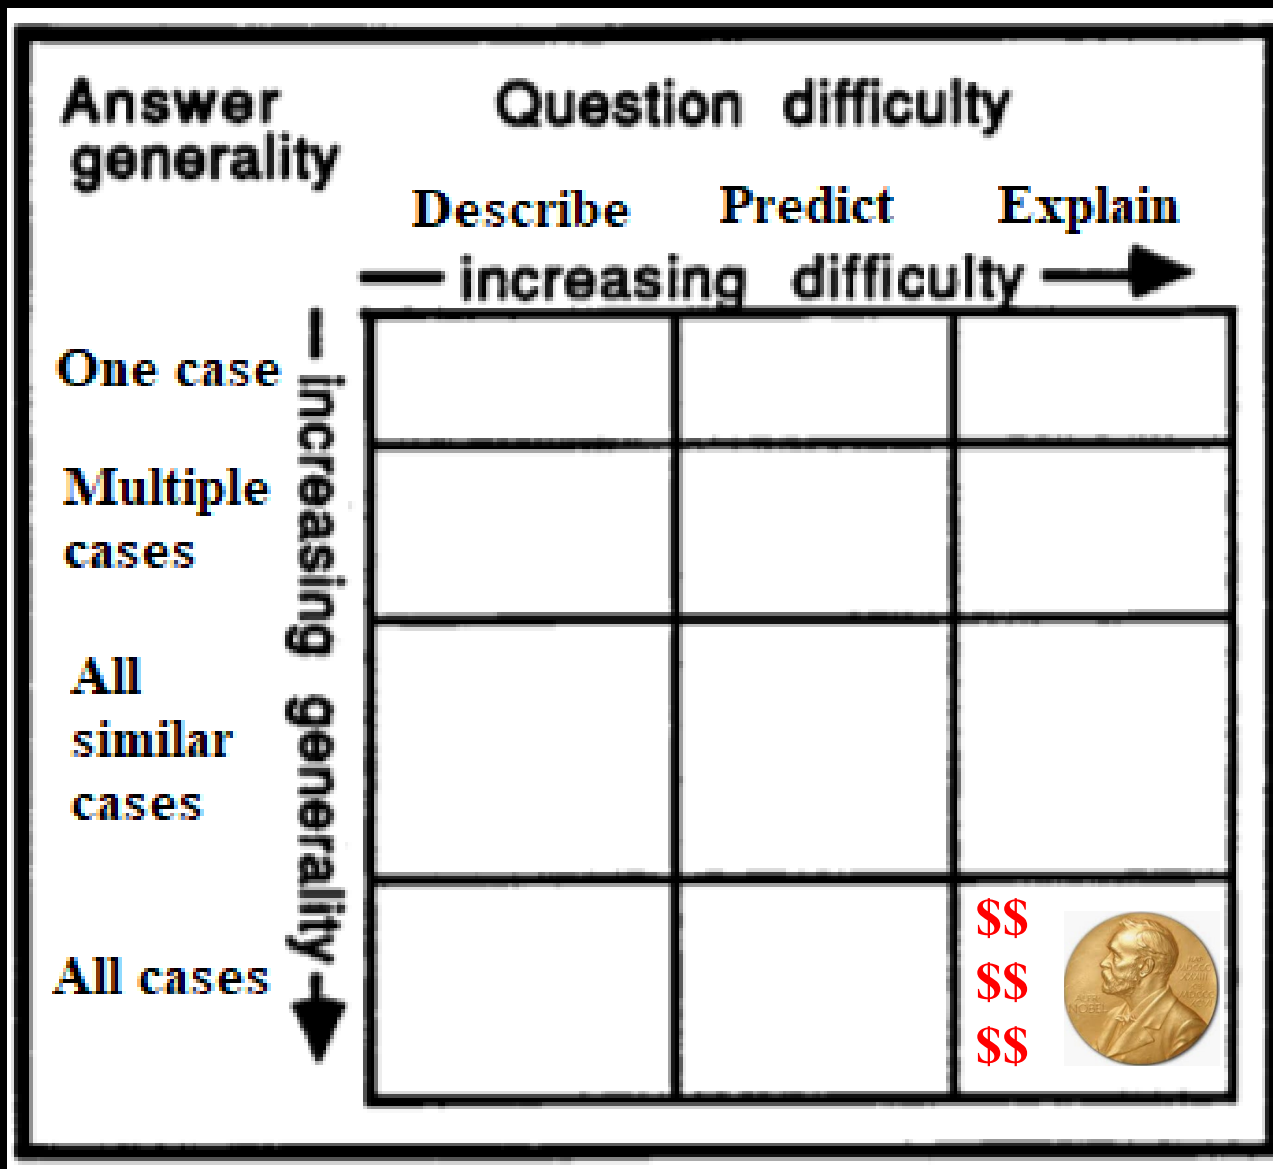 Answer
generality
Question difficulty
Describe Predict Explain
increasing difficulty
increasing generality
One case
Multiple
cases
All
similar
cases
All cases
$$
$$
$$
NOBEL